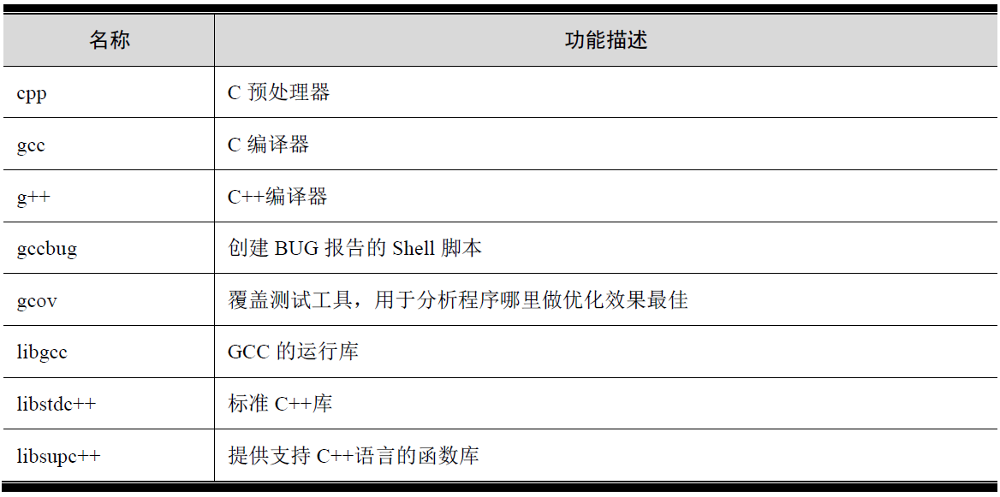 名称 功能描述
cpp C 预处理器
gcc C 编译器
g++ C++编译器
gccbug 创建 BUG 报告的 Shell 脚本
gcov 覆盖测试工具，用于分析程序哪里做优化效果最佳
libgcc GCC 的运行库
libstdc++ 标准 C++库
libsupc++ 提供支持 C++语言的函数库